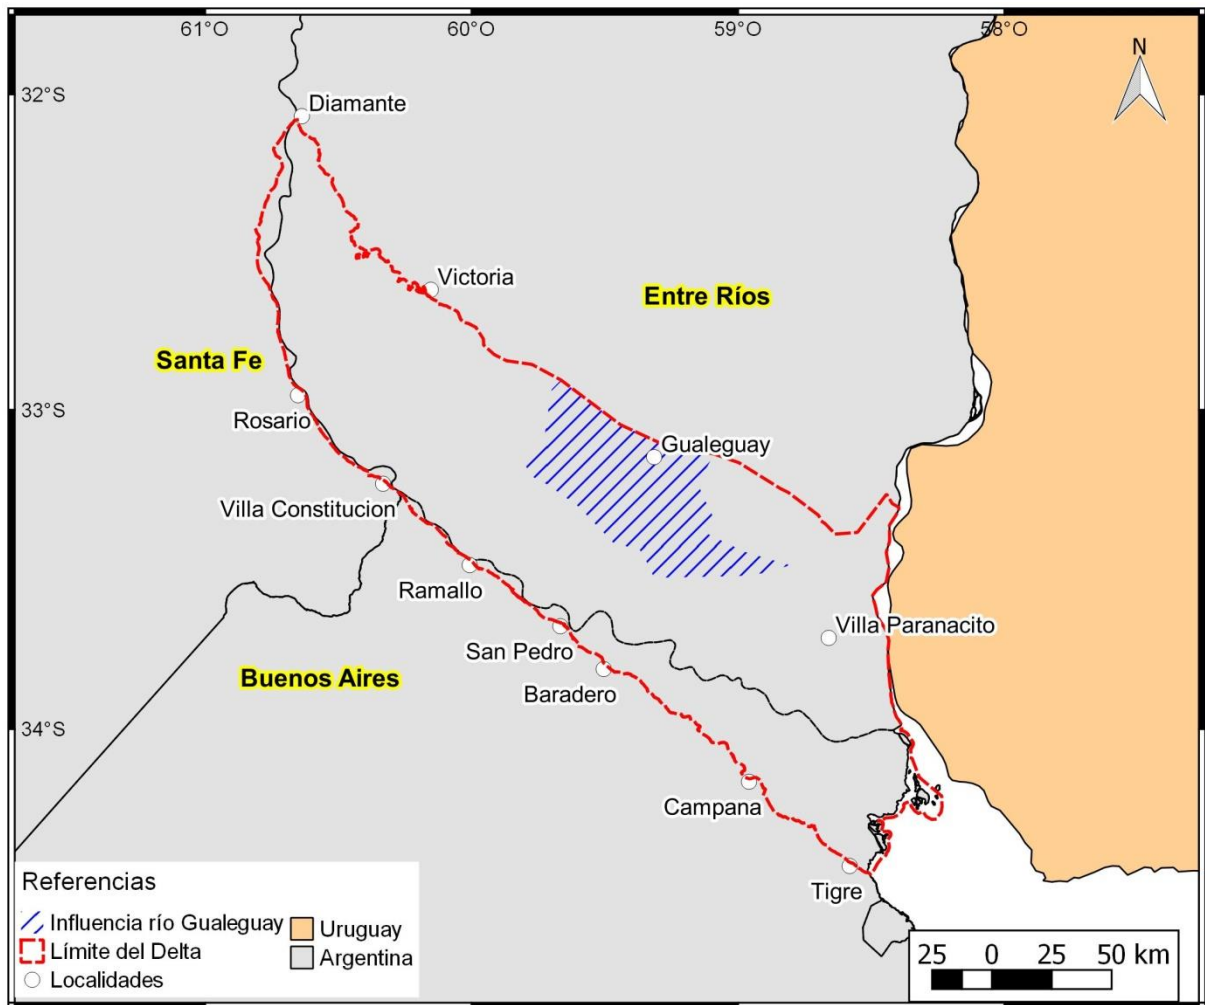 61°O 60°O 59°O 58°O
N
32°S
Diamante
Victoria
Entre Ríos
Santa Fe
33°S
Rosario
Gualeguay
Villa Constitucion
Ramallo
Villa Paranacito
San Pedro
Buenos Aires
Baradero
34°S
Campana
Tigre
Referencias
Influencia río Gualeguay
Uruguay
Límite del Delta
Argentina
Localidades
25 0 25 50 km